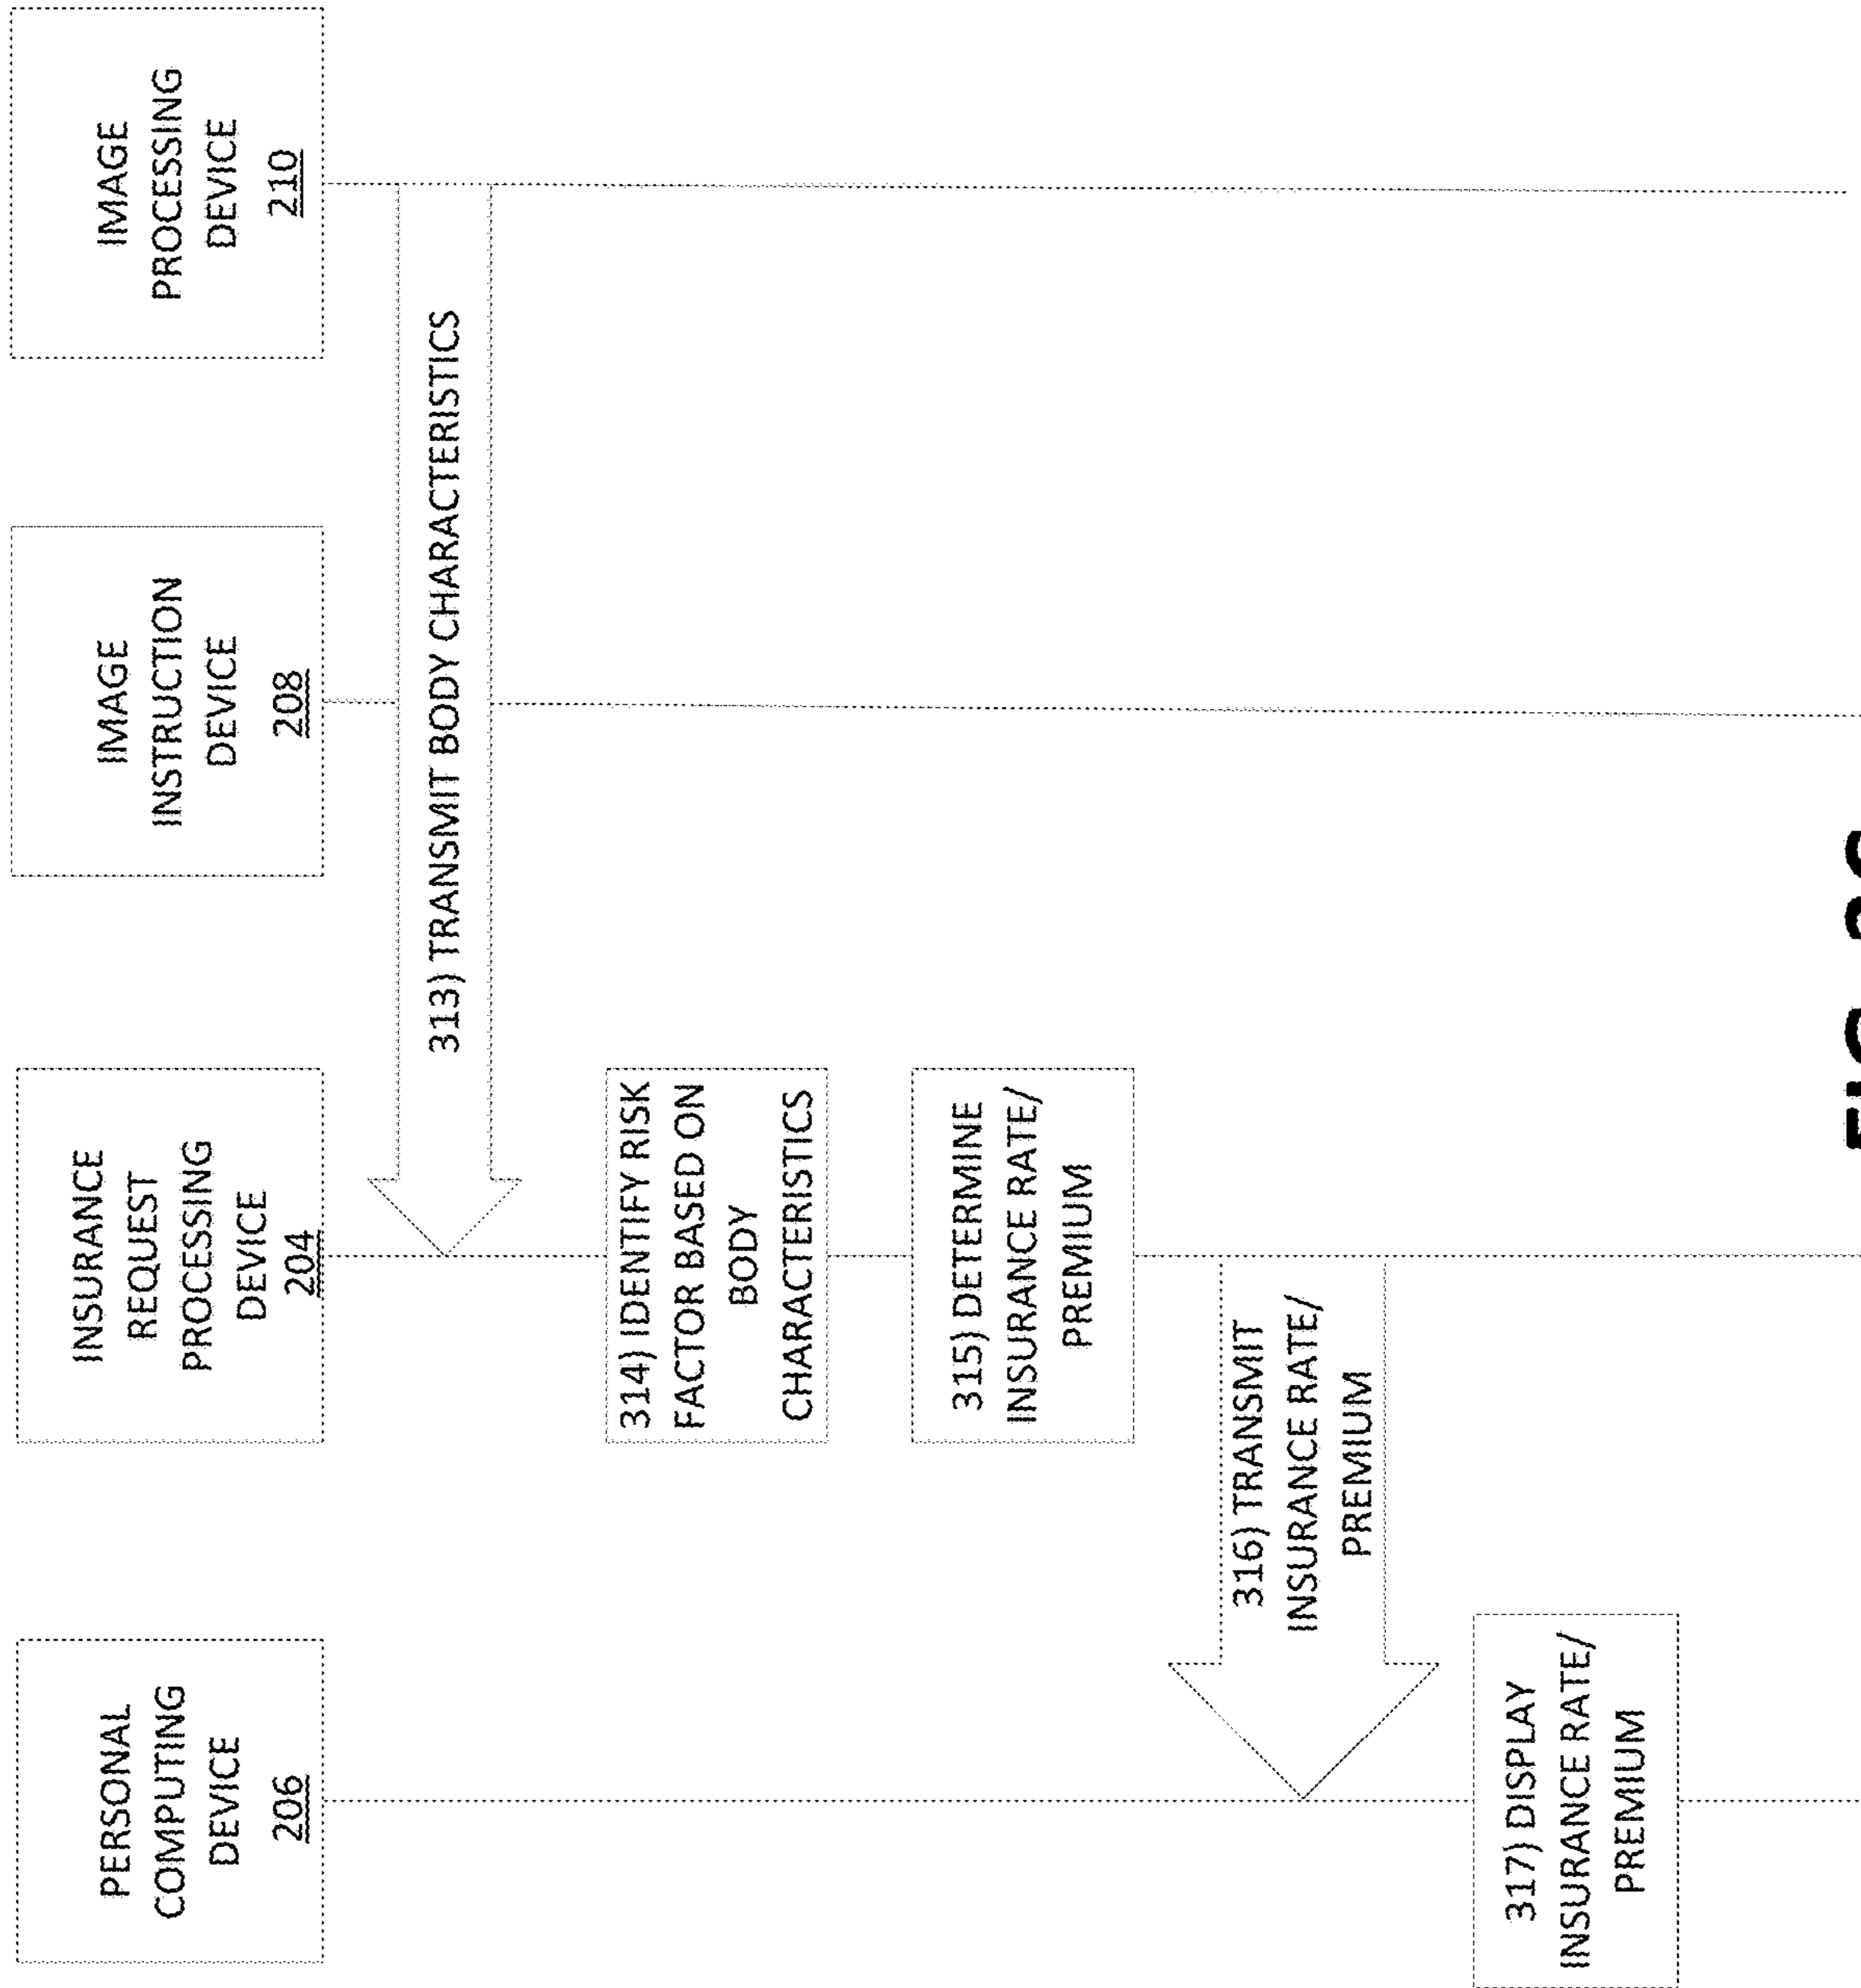 PERSONAL
COMPUTING
DEVICE
206
INSURANCE
REQUEST
PROCESSING
DEVICE
204
IMAGE
INSTRUCTION
DEVICE
208
IMAGE
PROCESSING
DEVICE
210
313) TRANSMIT BODY CHARACTERISTICS
314) IDENTIFY RISK
FACTOR BASED ON
BODY
CHARACTERISTICS
315) DETERMINE
INSURANCE RATE/
PREMIUM
316) TRANSMIT
INSURANCE RATE/
PREMIUM
317) DISPLAY
INSURANCE RATE/
PREMIUM